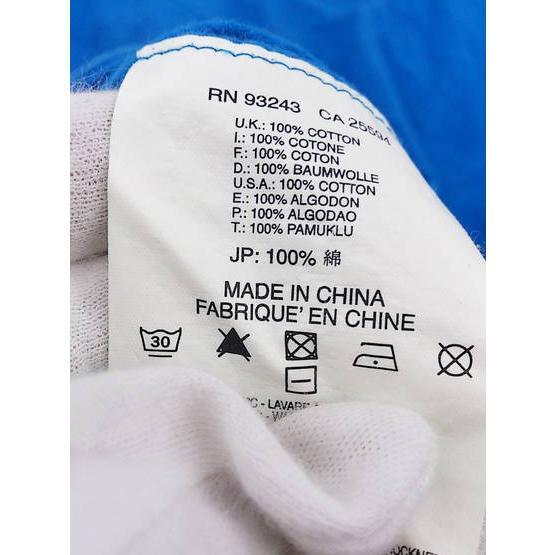 RN 93243 CA 25594
U.K.: 100% COTTON
I.: 100% COTONE
F.: 100% COTON
D.: 100% BAUMWOLLE
U.S.A.: 100% COTTON
E.: 100% ALGODON
P.: 100% ALGODAO
T.: 100% PAMUKLU
JP: 100% 綿
MADE IN CHINA
FABRIQUE' EN CHINE
30
- LAVARE